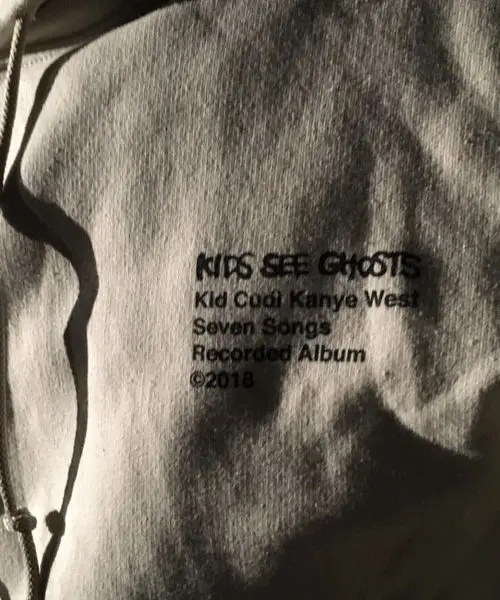 KIDS SEE GHOSTS
Kid Cudi Kanye West
Seven Songs
Recorded Album
©2018